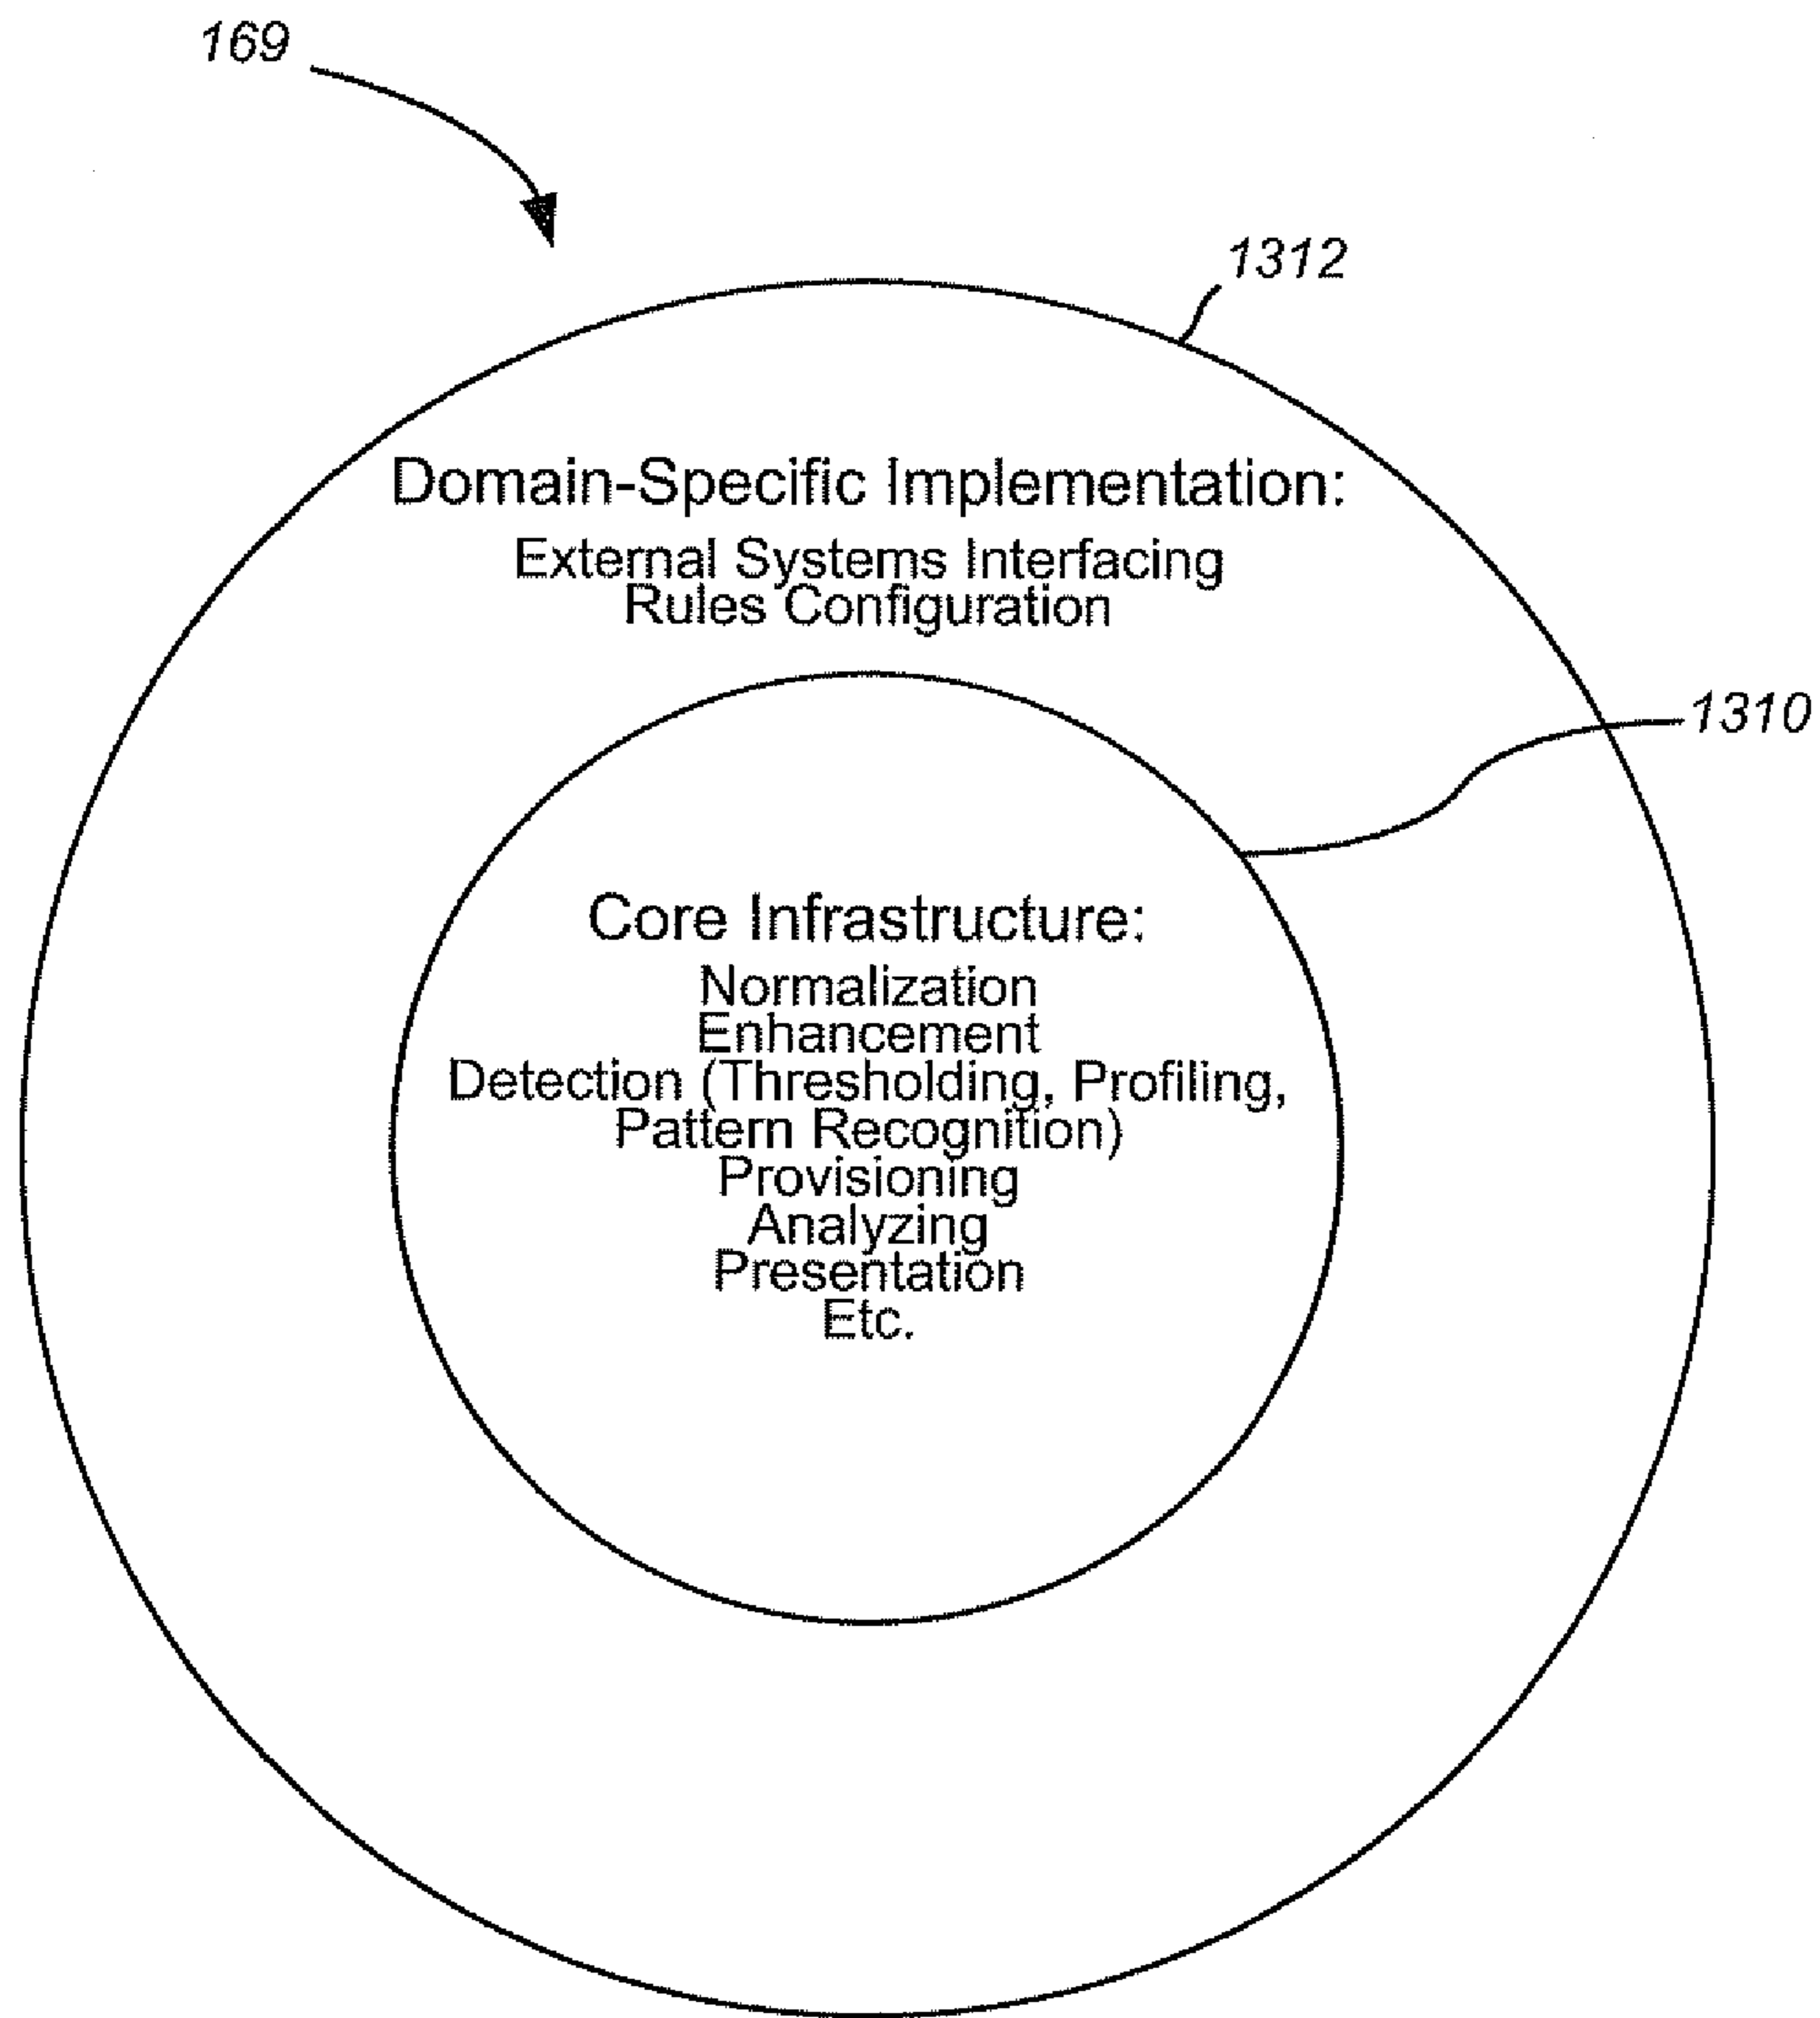 169
1312
Domain-Specific Implementation:
External Systems Interfacing
Rules Configuration
1310
Core Infrastructure:
Normalization
Enhancement
Detection (Thresholding, Profiling,
Pattern Recognition)
Provisioning
Analyzing
Presentation
Etc.